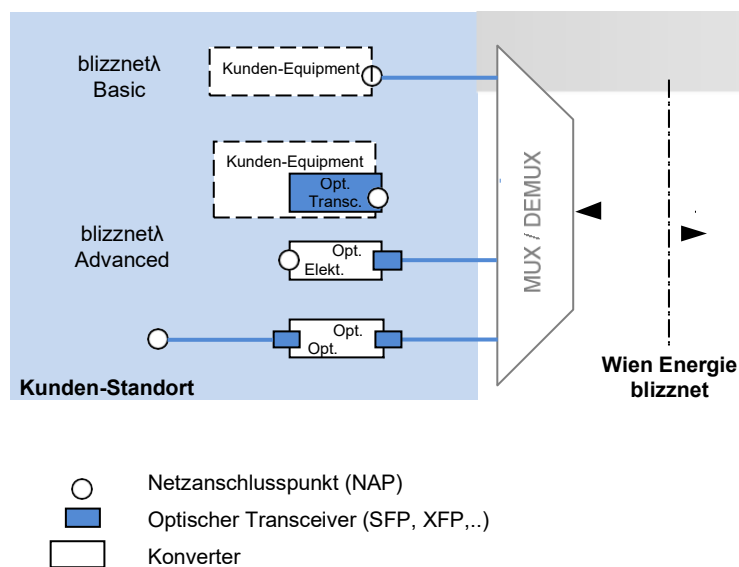 blizznetλ
Basic
Kunden-Equipment
Kunden-Equipment
Opt.
Transc.
blizznetλ
Advanced
Opt.
Elekt.
Opt.
Opt.
MUX / DEMUX
Kunden-Standort
Wien Energie
blizznet
Netzanschlusspunkt (NAP)
Optischer Transceiver (SFP, XFP,..)
Konverter